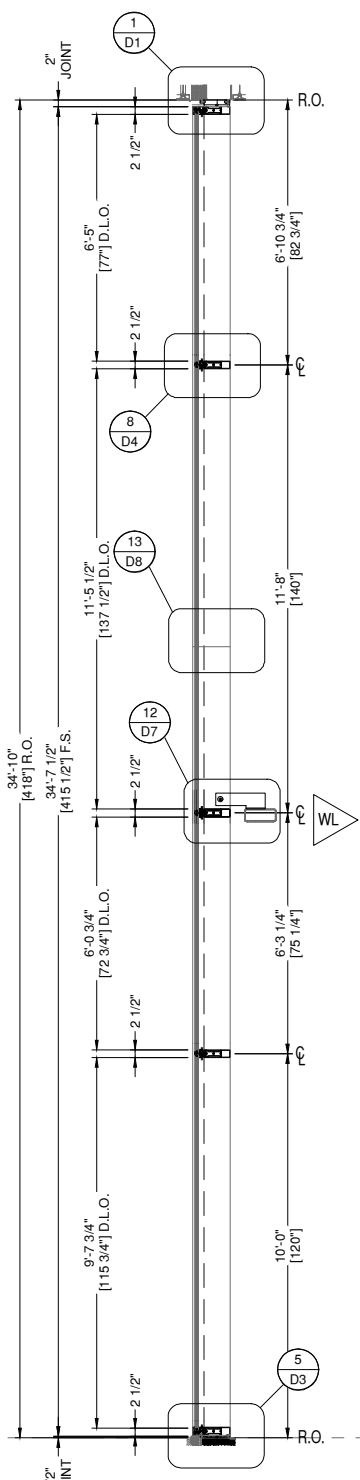 1
D1
2"
JOINT
R.O.
2 1/2"
6'-5"
[77"] D.L.O.
6'-10 3/4"
[82 3/4"]
2 1/2"
℄
8
D4
13
D8
11'-5 1/2"
[137 1/2"] D.L.O.
11'-8"
[140"]
34'-10"
[418"] R.O.
34'-7 1/2"
[415 1/2"] F.S.
12
D7
2 1/2"
℄
WL
6'-0 3/4"
[72 3/4"] D.L.O.
6'-3 1/4"
[75 1/4"]
2 1/2"
℄
9'-7 3/4"
[115 3/4"] D.L.O.
10'-0"
[120"]
5
D3
2 1/2"
R.O.